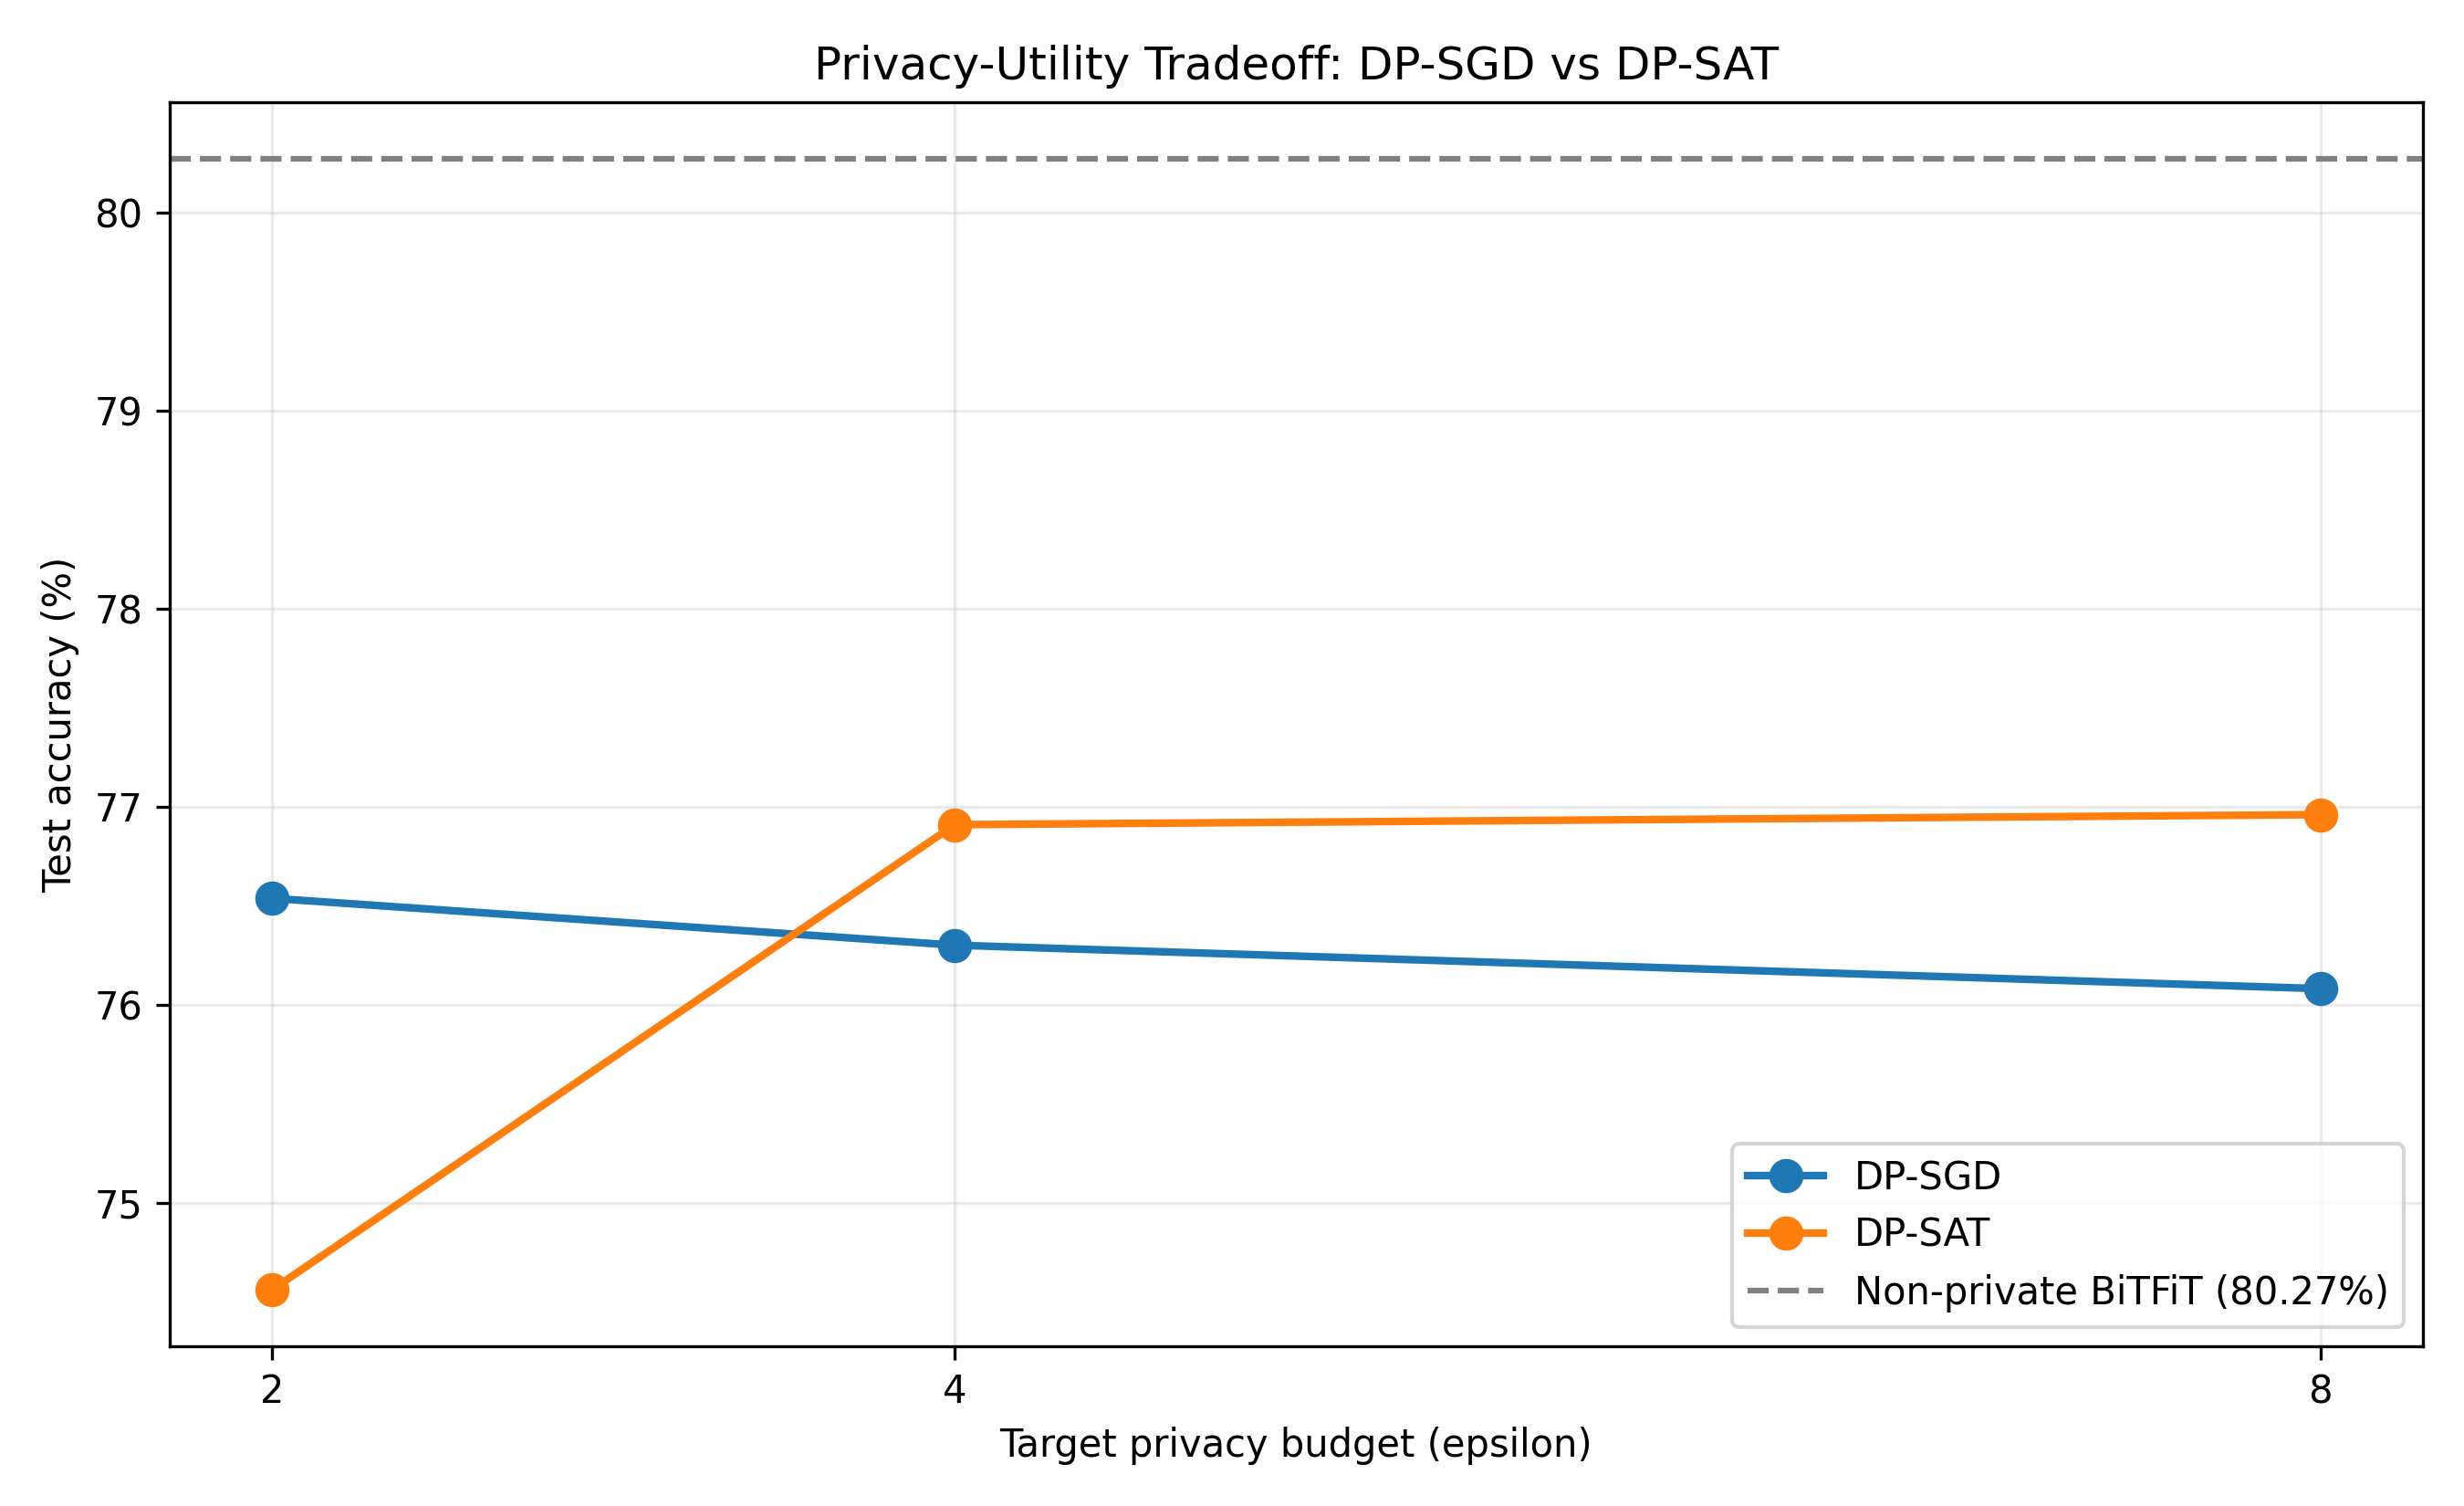 Privacy-Utility Tradeoff: DP-SGD vs DP-SAT
Test accuracy (%)
80
79
78
77
76
75
2
4
8
Target privacy budget (epsilon)
DP-SGD
DP-SAT
Non-private BiTFiT (80.27%)